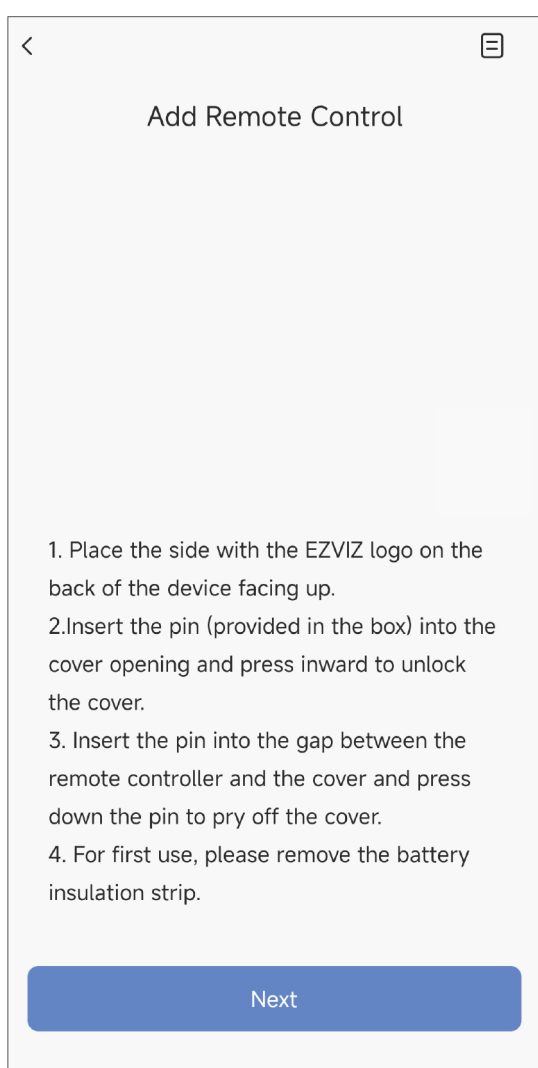 Add Remote Control
1. Place the side with the EZVIZ logo on the
back of the device facing up.
2.Insert the pin (provided in the box) into the
cover opening and press inward to unlock
the cover.
3. Insert the pin into the gap between the
remote controller and the cover and press
down the pin to pry off the cover.
4. For first use, please remove the battery
insulation strip.
Next